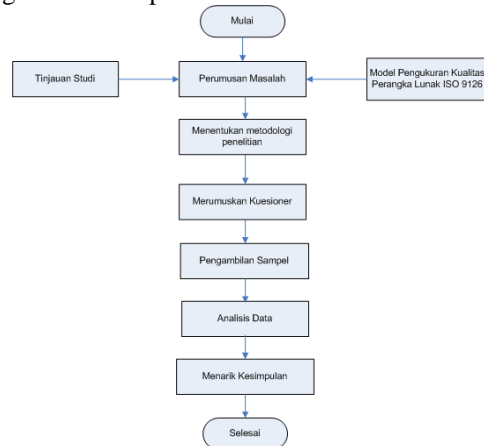 Mulai
Tinjauan Studi
Perumusan Masalah
Model Pengukuran Kualitas
Perangka Lunak ISO 9126
Menentukan metodologi
penelitian
Merumuskan Kuesioner
Pengambilan Sampel
Analisis Data
Menarik Kesimpulan
Selesai